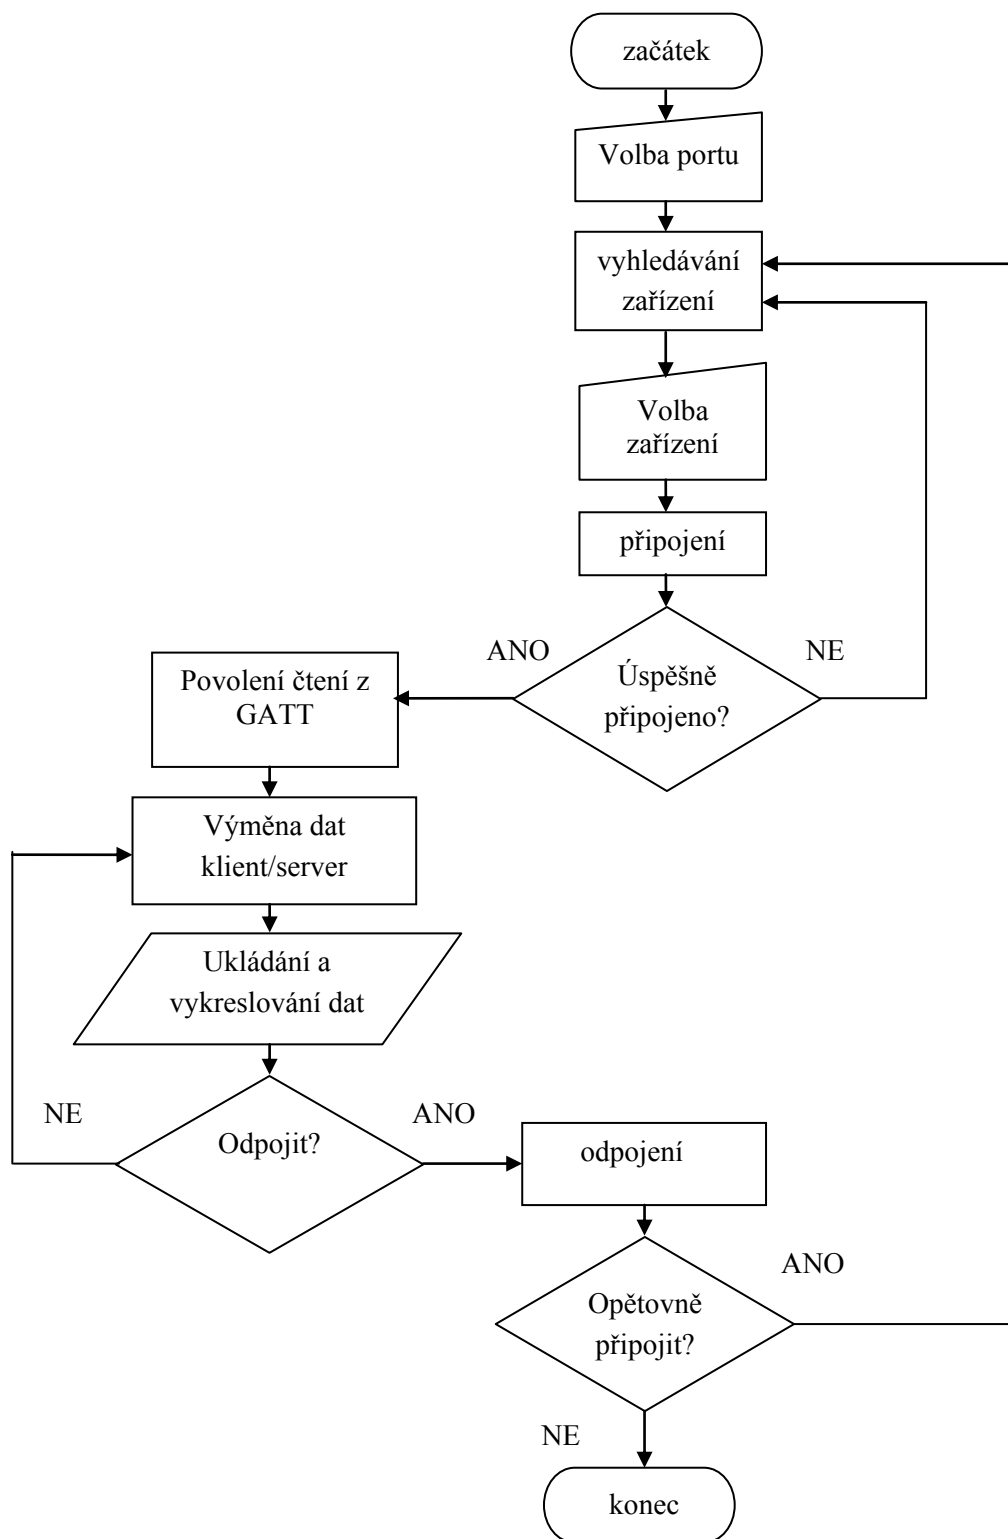 začátek
Volba portu
vyhledávání
zařízení
Volba
zařízení
připojení
ANO
NE
Úspěšně
připojeno?
Povolení čtení z
GATT
Výměna dat
klient/server
Ukládání a
vykreslování dat
NE
ANO
Odpojit?
odpojení
ANO
Opětovně
připojit?
NE
konec